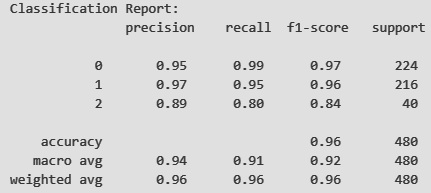 Classification Report:
precision recall f1-score support
0 0.95 0.99 0.97 224
1 0.97 0.95 0.96 216
2 0.89 0.80 0.84 40
accuracy 0.96 480
macro avg 0.94 0.91 0.92 480
weighted avg 0.96 0.96 0.96 480